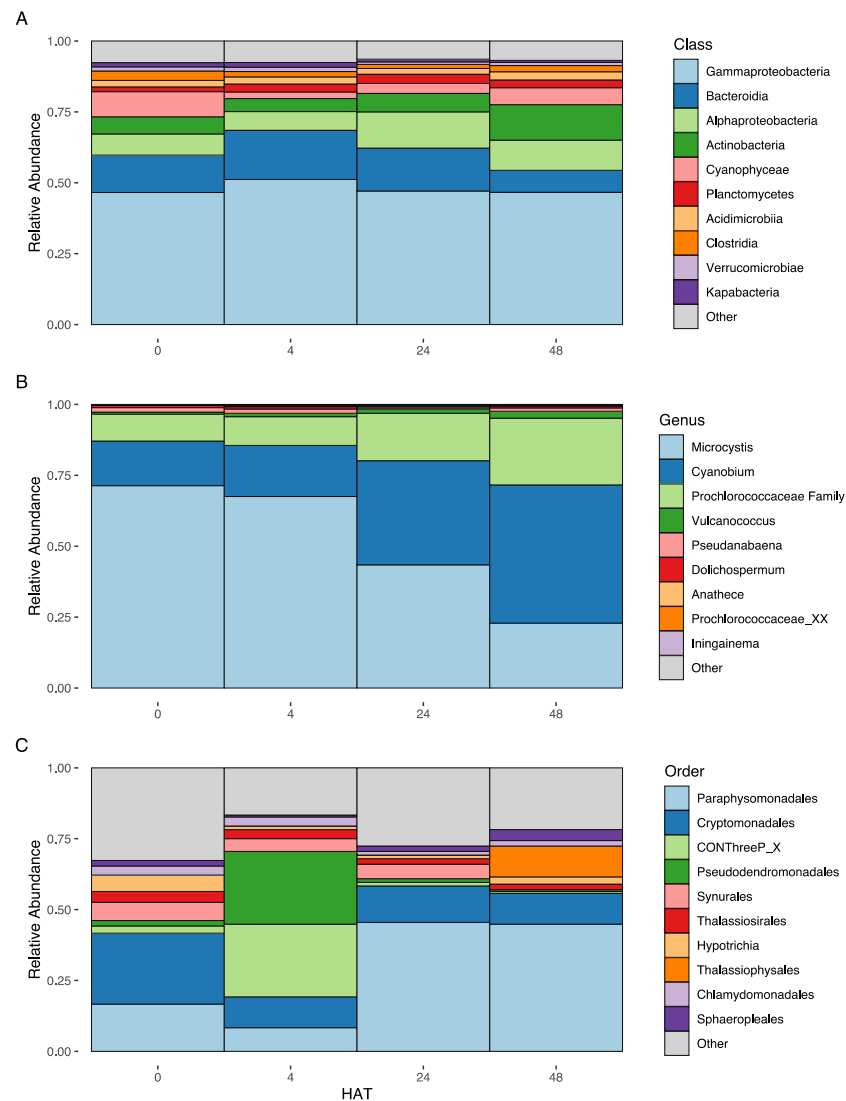 A
Relative Abundance
1.00
0.75
0.50
0.25
0.00
0
4
24
48
Class
Gammaproteobacteria
Bacteroidia
Alphaproteobacteria
Actinobacteria
Cyanophyceae
Planctomycetes
Acidimicrobiia
Clostridia
Verrucomicrobiae
Kapabacteria
Other
B
Relative Abundance
1.00
0.75
0.50
0.25
0.00
0
4
24
48
Genus
Microcystis
Cyanobium
Prochlorococcaceae Family
Vulcanococcus
Pseudanabaena
Dolichospermum
Anathece
Prochlorococcaceae_XX
Iningainema
Other
C
Relative Abundance
1.00
0.75
0.50
0.25
0.00
0
4
24
48
HAT
Order
Paraphysomonadales
Cryptomonadales
CONThreeP_X
Pseudodendromonadales
Synurales
Thalassiosirales
Hypotrichia
Thalassiophysales
Chlamydomonadales
Sphaeropleales
Other